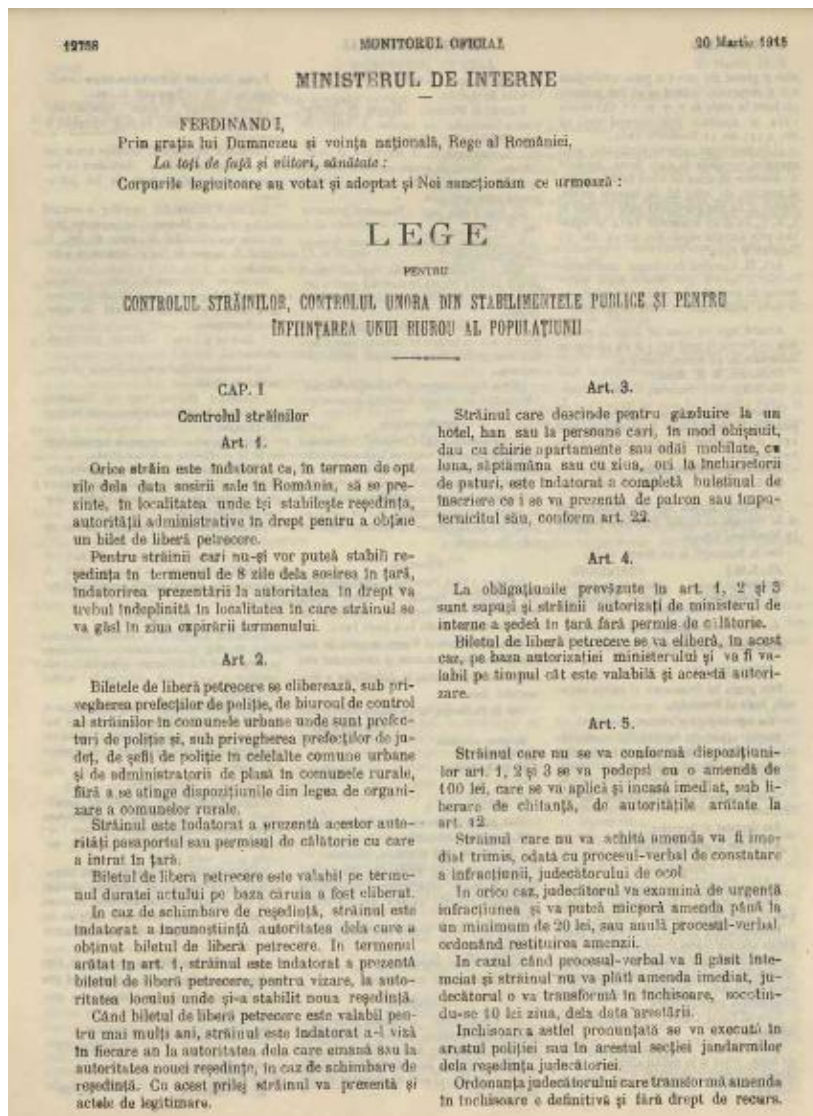 12758 MONITORUL OFICIAL 20 Martie 1915
MINISTERUL DE INTERNE
FERDINAND I,
Prin grația lui Dumnezeu și voința națională, Rege al României,
La toți de față și viitori, sănătate :
Corpurile legiuitoare au votat și adoptat și Noi sancționăm ce urmează :
LEGE
PENTRU
CONTROLUL STRĂINILOR, CONTROLUL UNORA DIN STABILIMENTELE PUBLICE ȘI PENTRU
ÎNFIINȚAREA UNUI BIUROU AL POPULAȚIUNII
CAP. I
Controlul străinilor
Art. 1.
Orice străin este îndatorat ca, în termen de opt
zile dela data sosirii sale în România, să se pre-
zinte, în localitatea unde își stabilește reședința,
autorității administrative în drept pentru a obține
un bilet de liberă petrecere.
Pentru străinii cari nu-și vor puteà stabili re-
ședința în termenul de 8 zile dela sosirea în țară,
îndatorirea prezentării la autoritatea în drept va
trebui îndeplinită în localitatea în care străinul se
va găsì în ziua expirării termenului.
Art 2.
Biletele de liberă petrecere se eliberează, sub pri-
vegherea prefecților de poliție, de biuroul de control
al străinilor în comunele urbane unde sunt prefec-
turi de poliție și, sub privegherea prefecților de ju-
deț, de șefii de poliție în celelalte comune urbane
și de administratorii de plasă în comunele rurale,
fără a se atinge dispozițiunile din legea de organi-
zare a comunelor rurale.
Străinul este îndatorat a prezentà acestor auto-
rități pasaportul sau permisul de călătorie cu care
a intrat în țară.
Biletul de liberă petrecere este valabil pe terme-
nul duratei actului pe baza căruia a fost eliberat.
In caz de schimbare de reședință, străinul este
îndatorat a încunoștiință autoritatea dela care a
obținut biletul de liberă petrecere. In termenul
arătat în art. 1, străinul este îndatorat a prezentà
biletul de liberă petrecere, pentru vizare, la auto-
ritatea locului unde și-a stabilit noua reședință.
Când biletul de liberă petrecere este valabil pen-
tru mai mulți ani, străinul este îndatorat a-l vizà
în fiecare an la autoritatea dela care emană sau la
autoritatea nouei reședințe, în caz de schimbare de
reședință. Cu acest prilej străinul va prezentà și
actele de legitimare.
Art. 3.
Străinul care descinde pentru găzduire la un
hotel, han sau la persoane cari, în mod obișnuit,
dau cu chirie apartamente sau odăi mobilate, cu
luna, săptămâna sau cu ziua, ori la închirietorii
de paturi, este îndatorat a completà buletinul de
înscriere ce i se va prezentà de patron sau împu-
ternicitul său, conform art. 22.
Art. 4.
La obligațiunile prevăzute în art. 1, 2 și 3
sunt supuși și străinii autorizați de ministerul de
interne a ședeà în țară fără permis de călătorie.
Biletul de liberă petrecere se va eliberà, în acest
caz, pe baza autorizației ministerului și va fi va-
labil pe timpul cât este valabilă și această autori-
zare.
Art. 5.
Străinul care nu se va conformà dispozițiuni-
lor art. 1, 2 și 3 se va pedepsì cu o amendă de
100 lei, care se va aplicà și încasà imediat, sub li-
berare de chitanță, de autoritățile arătate la
art. 12
Străinul care nu va achità amenda va fi ime-
diat trimis, odată cu procesul-verbal de constatare
a infracțiunii, judecătorului de ocol
In orice caz, judecătorul va examinà de urgență
infracțiunea și va puteà micșorà amenda până la
un minimum de 20 lei, sau anulà procesul-verbal
ordonând restituirea amenzii.
In cazul când procesul-verbal va fi găsit înte-
meiat și străinul nu va plătì amenda imediat, ju-
decătorul o va transformà în închisoare, socotin-
du-se 10 lei ziua, dela data arestării.
Inchisoarea astfel pronunțată se va executà în
arestul poliției sau în arestul secției jandarmilor
dela reședința judecătoriei.
Ordonanța judecătorului care transformă amenda
în închisoare e definitivă și fără drept de recurs.